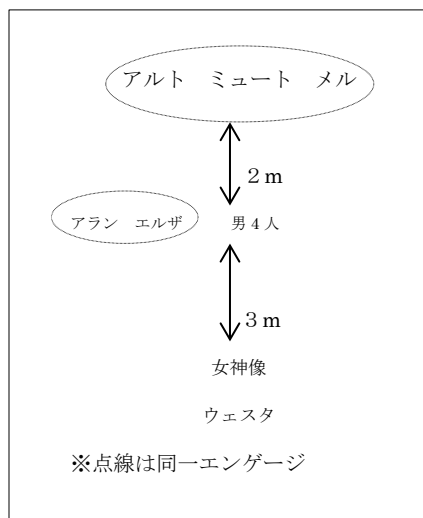 アルト　ミュート　メル
２ｍ
アラン　エルザ　男４人
３ｍ
女神像
ウェスタ
※点線は同一エンゲージ